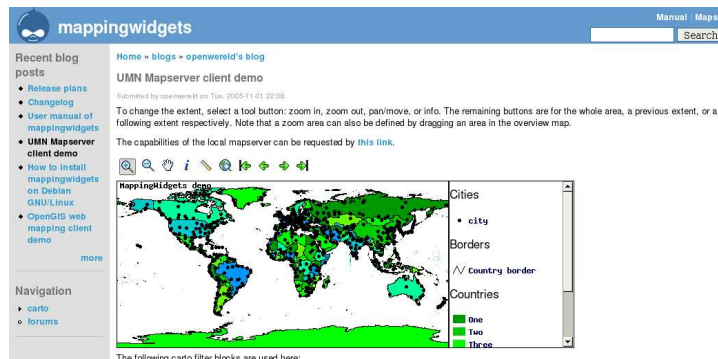 mappingwidgets
Manual | Maps
Search
Recent blog
posts
Release plans
Changelog
User manual of
mappingwidgets
UMN Mapserver
client demo
How to install
mappingwidgets
on Debian
GNU/Linux
OpenGIS web
mapping client
demo
more
Navigation
carto
forums
Home » blogs » openwereld's blog
UMN Mapserver client demo
Submitted by openwereld on Tue, 2005-11-01 22:08.
To change the extent, select a tool button: zoom in, zoom out, pan/move, or info. The remaining buttons are for the whole area, a previous extent, or a
following extent respectively. Note that a zoom area can also be defined by dragging an area in the overview map.
The capabilities of the local mapserver can be requested by this link.
MappingWidgets demo
Cities
city
Borders
Country border
Countries
One
Two
Three
The following carto filter blocks are used here: